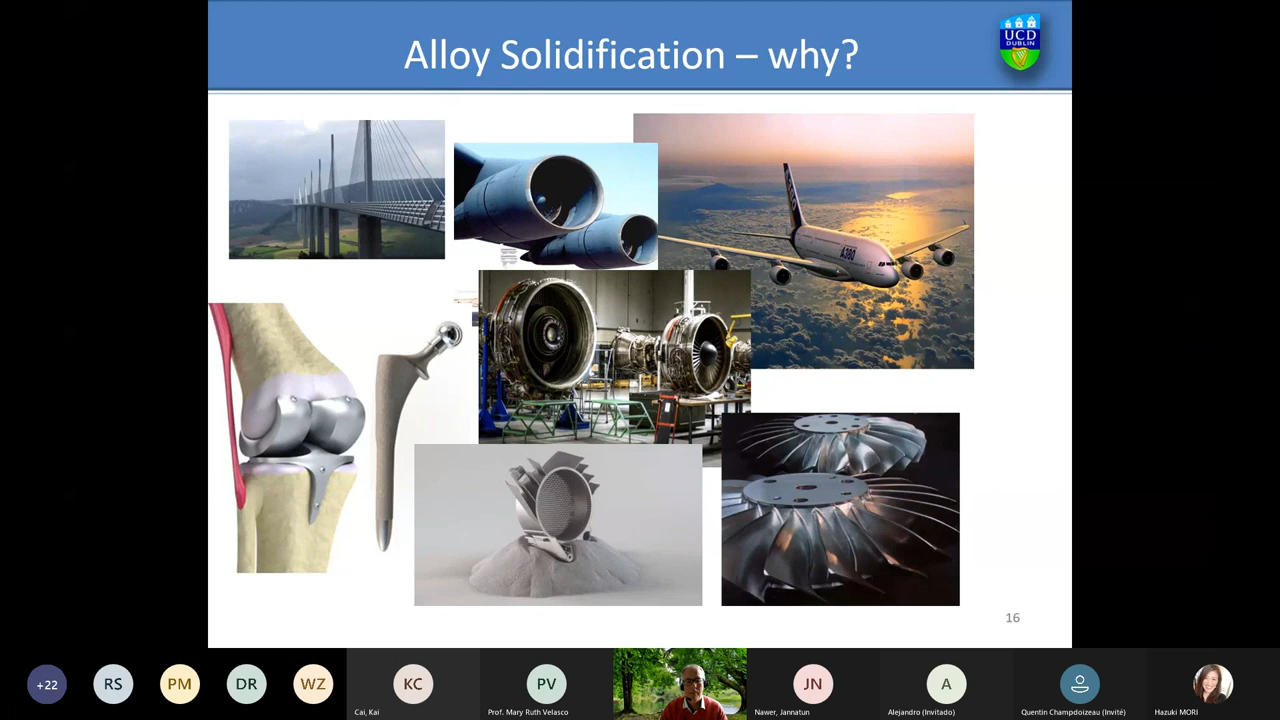 Alloy Solidification – why?
UCD
DUBLIN
A380
16
+22
RS
PM
DR
WZ
KC
PV
JN
A
Cai, Kai
Prof. Mary Ruth Velasco
Nawer, Jannatun
Alejandro (Invitado)
Quentin Champdoizeau (Invité)
Hazuki MORI